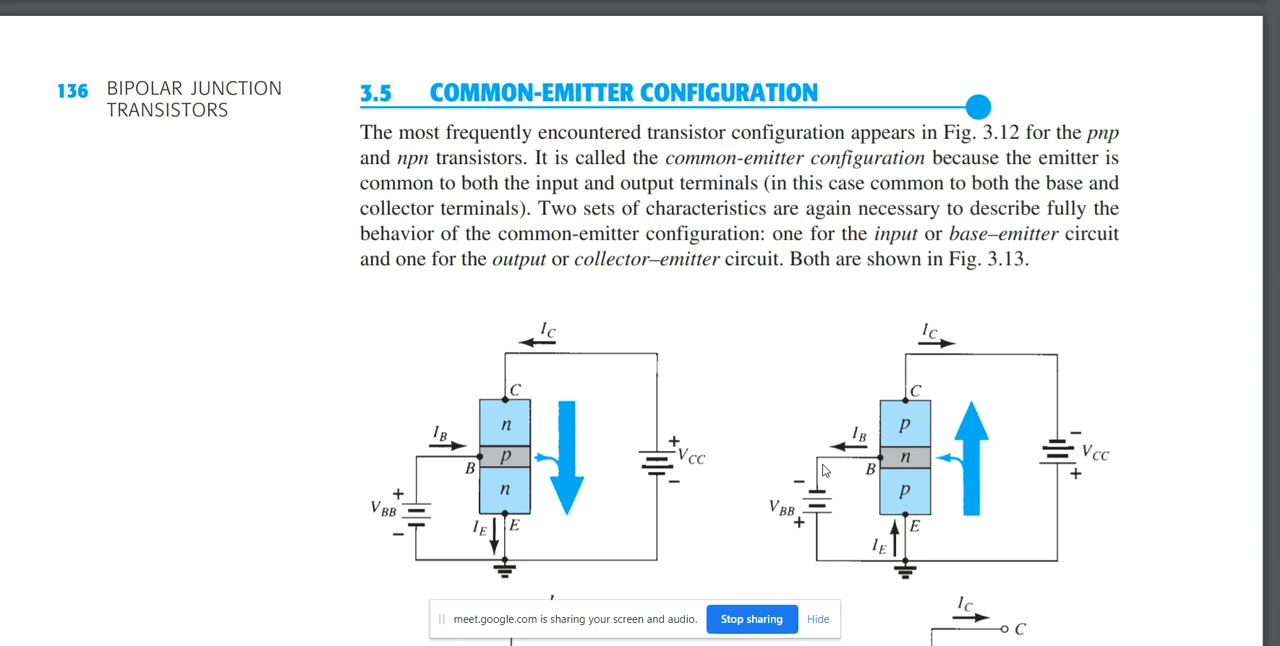 136 BIPOLAR JUNCTION
TRANSISTORS
3.5 COMMON-EMITTER CONFIGURATION
The most frequently encountered transistor configuration appears in Fig. 3.12 for the pnp
and npn transistors. It is called the common-emitter configuration because the emitter is
common to both the input and output terminals (in this case common to both the base and
collector terminals). Two sets of characteristics are again necessary to describe fully the
behavior of the common-emitter configuration: one for the input or base–emitter circuit
and one for the output or collector–emitter circuit. Both are shown in Fig. 3.13.
IC
C
n
IB
p
B
n
+
VCC
–
+
VBB
–
IE
E
IC
C
p
IB
n
B
p
–
VCC
+
–
VBB
+
E
IE
meet.google.com is sharing your screen and audio. Stop sharing Hide
IC
C